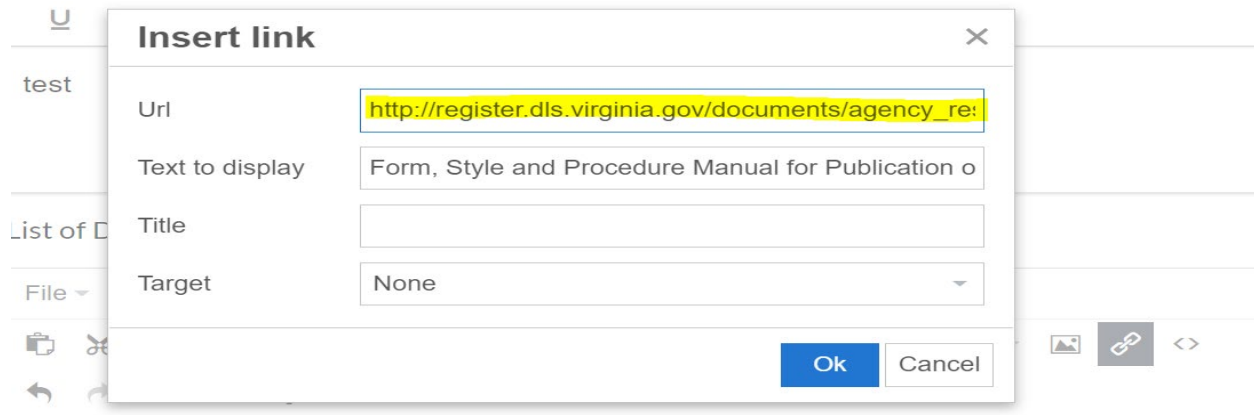 U
Insert link
test
Url http://register.dls.virginia.gov/documents/agency_res
Text to display Form, Style and Procedure Manual for Publication o
List of D
Title
Target None
File
Ok Cancel